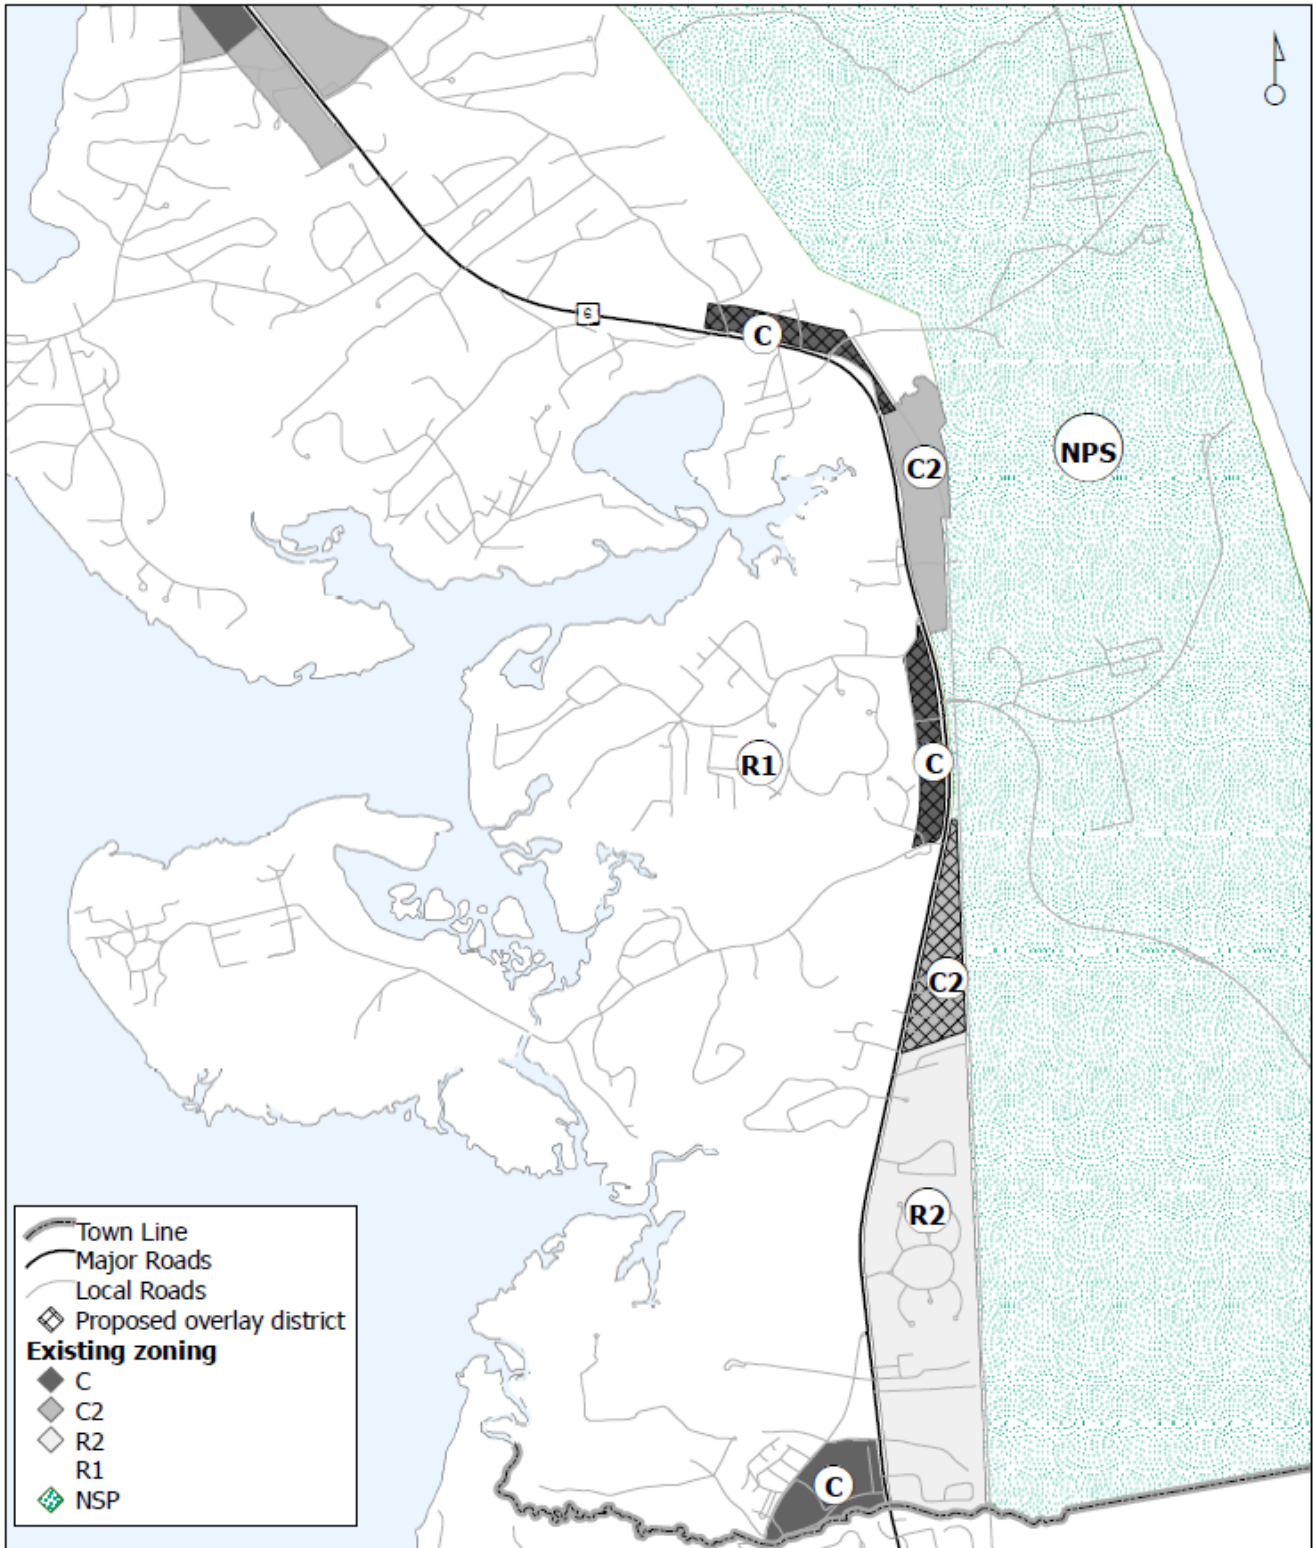 6
C
C2
NPS
R1
C
C2
R2
C
Town Line
Major Roads
Local Roads
Proposed overlay district
Existing zoning
C
C2
R2
R1
NSP